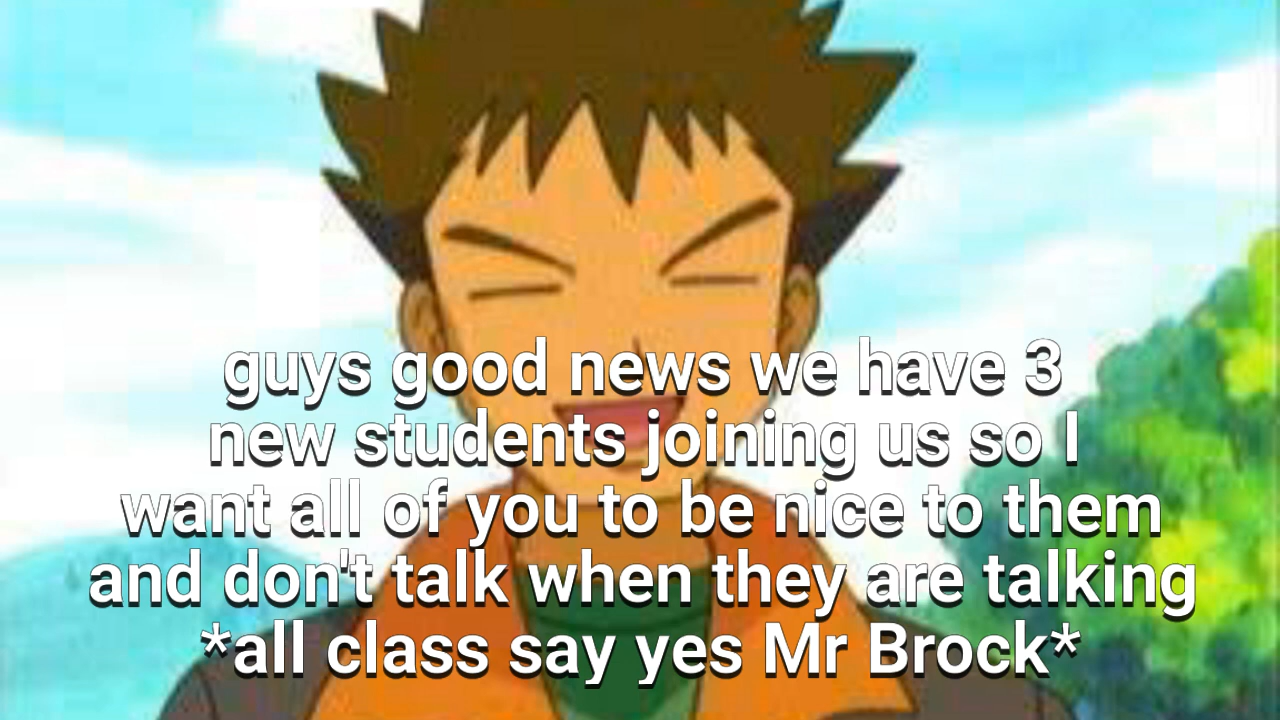 guys good news we have 3
new students joining us so I
want all of you to be nice to them
and don't talk when they are talking
*all class say yes Mr Brock*